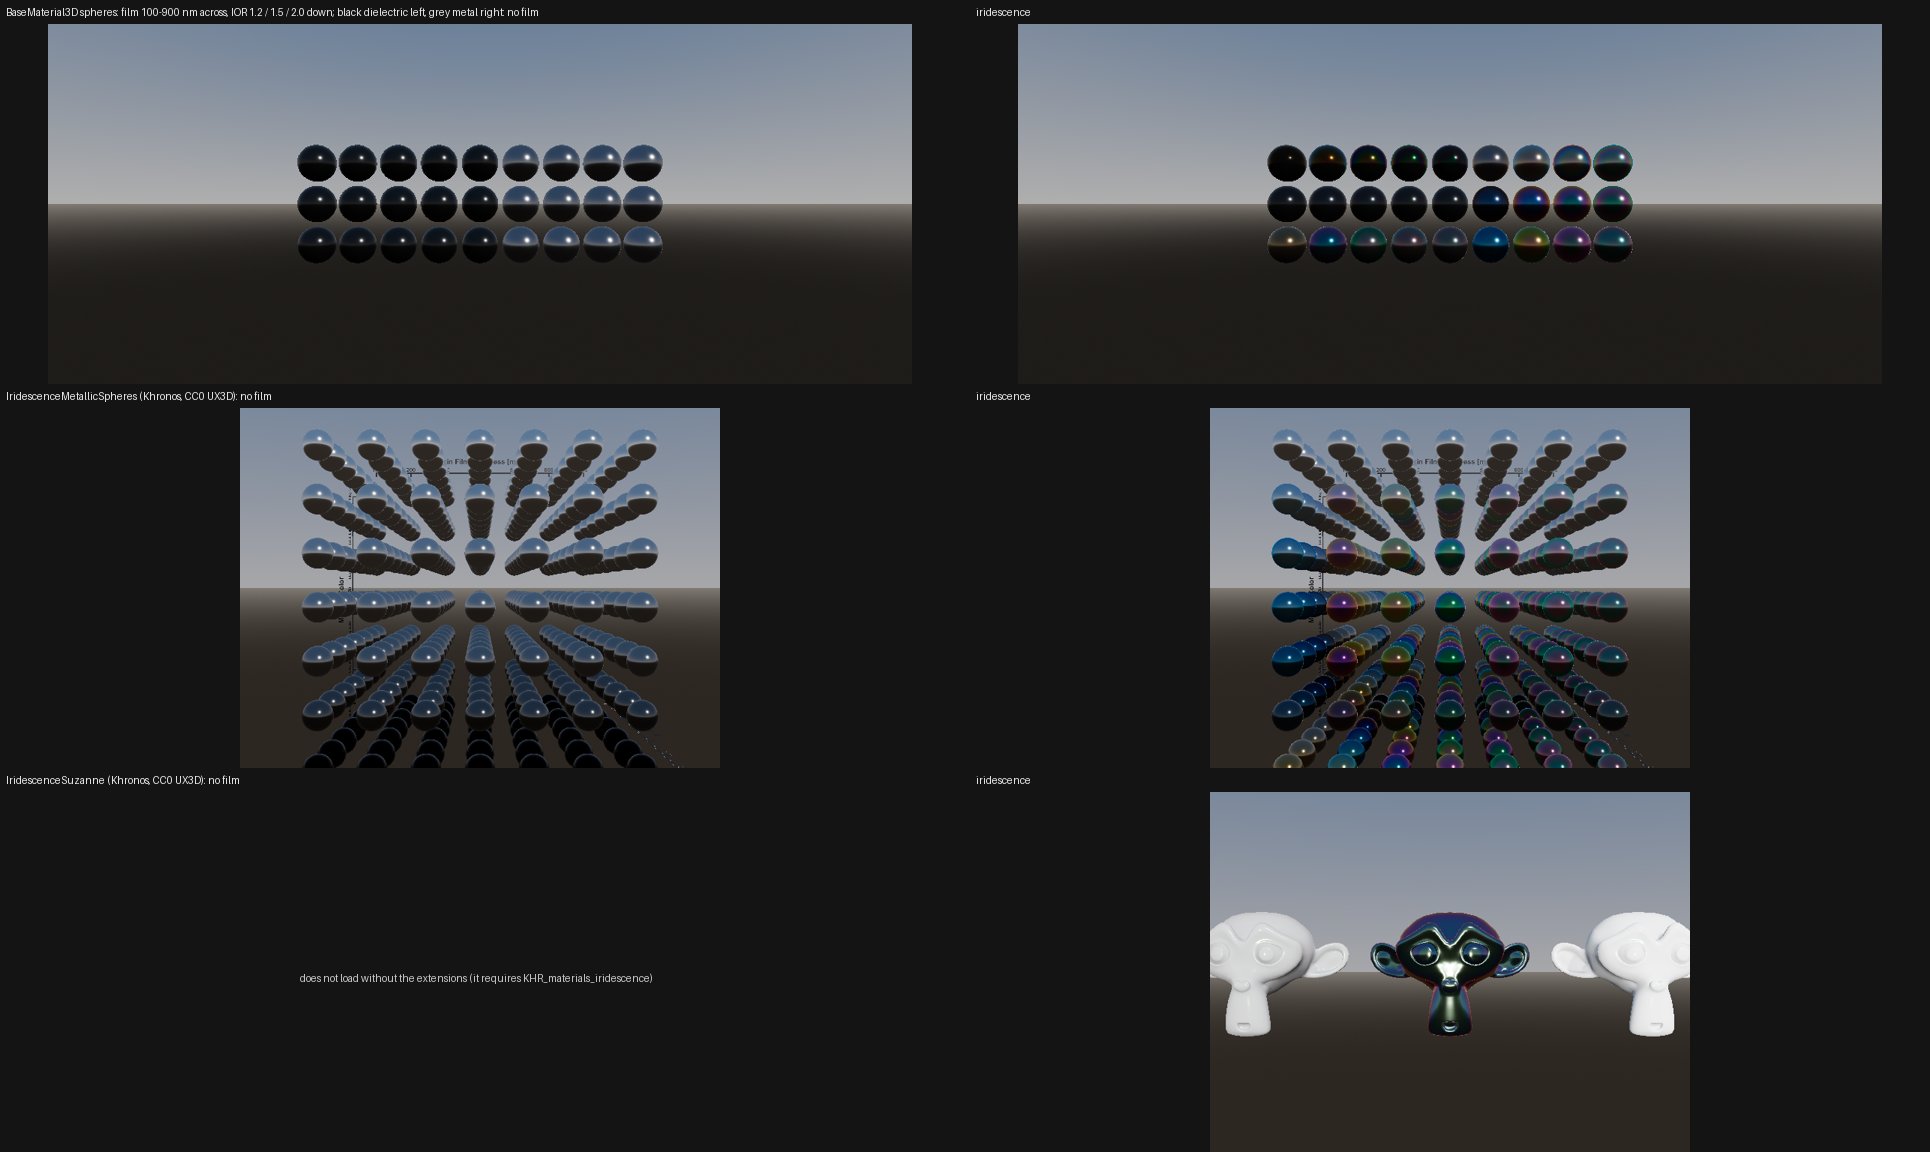 BaseMaterial3D spheres: film 100-900 nm across, IOR 1.2 / 1.5 / 2.0 down; black dielectric left, grey metal right: no film
iridescence
IridescenceMetallicSpheres (Khronos, CC0 UX3D): no film
iridescence
IridescenceSuzanne (Khronos, CC0 UX3D): no film
iridescence
does not load without the extensions (it requires KHR_materials_iridescence)